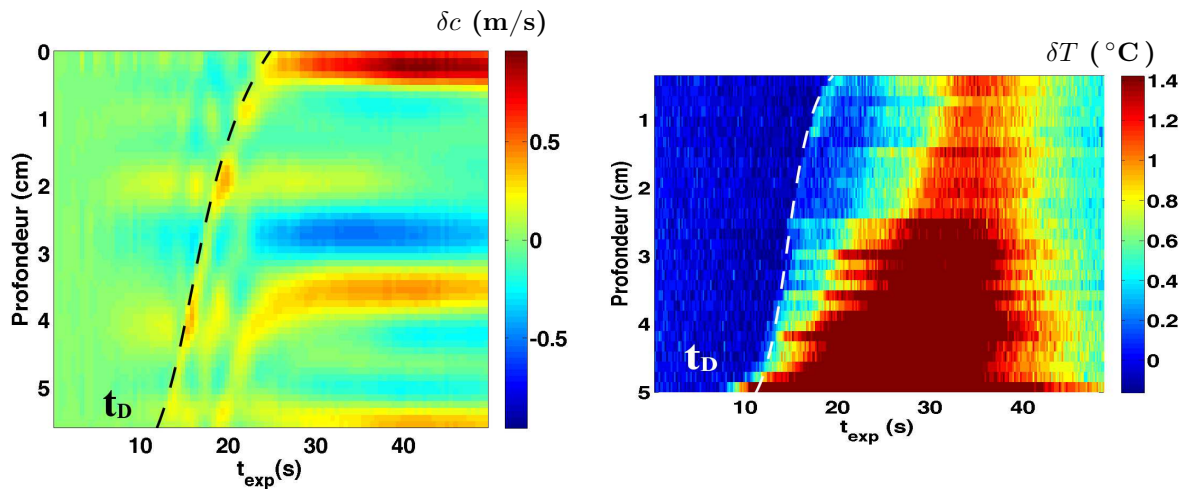 δc (m/s)
0
1
2
3
4
5
Profondeur (cm)
t_D
10 20 30 40
t_exp(s)
0.5
0
-0.5
δT (°C)
1
2
3
4
5
Profondeur (cm)
t_D
10 20 30 40
t_exp (s)
1.4
1.2
1
0.8
0.6
0.4
0.2
0